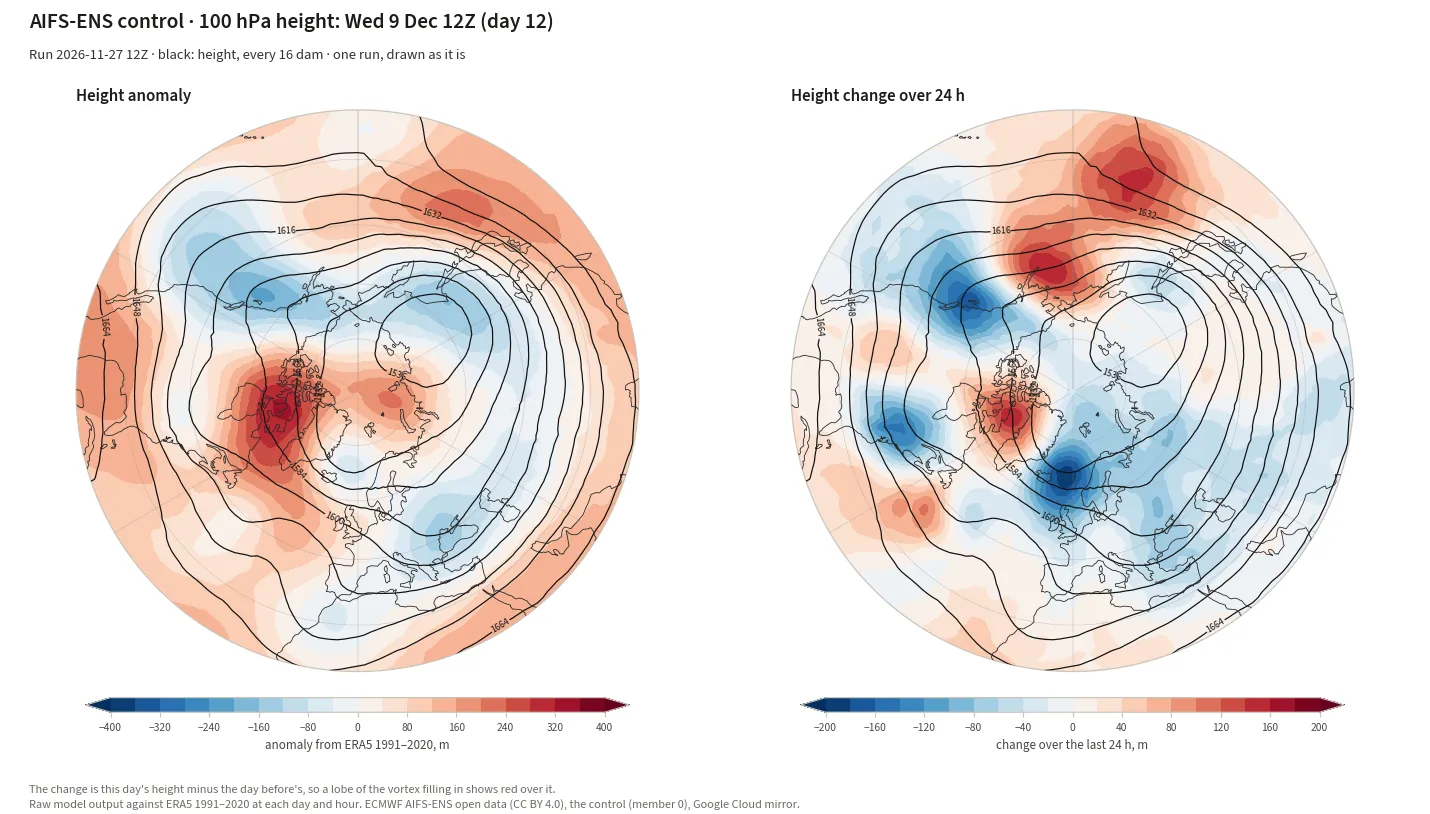 AIFS-ENS control · 100 hPa height: Wed 9 Dec 12Z (day 12)
Run 2026-11-27 12Z · black: height, every 16 dam · one run, drawn as it is
Height anomaly
Height change over 24 h
1632
1616
1648
1664
1536
1584
1600
1664
1632
1616
1648
1664
1536
1584
1600
1664
−400 −320 −240 −160 −80 0 80 160 240 320 400
anomaly from ERA5 1991–2020, m
−200 −160 −120 −80 −40 0 40 80 120 160 200
change over the last 24 h, m
The change is this day's height minus the day before's, so a lobe of the vortex filling in shows red over it.
Raw model output against ERA5 1991–2020 at each day and hour. ECMWF AIFS-ENS open data (CC BY 4.0), the control (member 0), Google Cloud mirror.